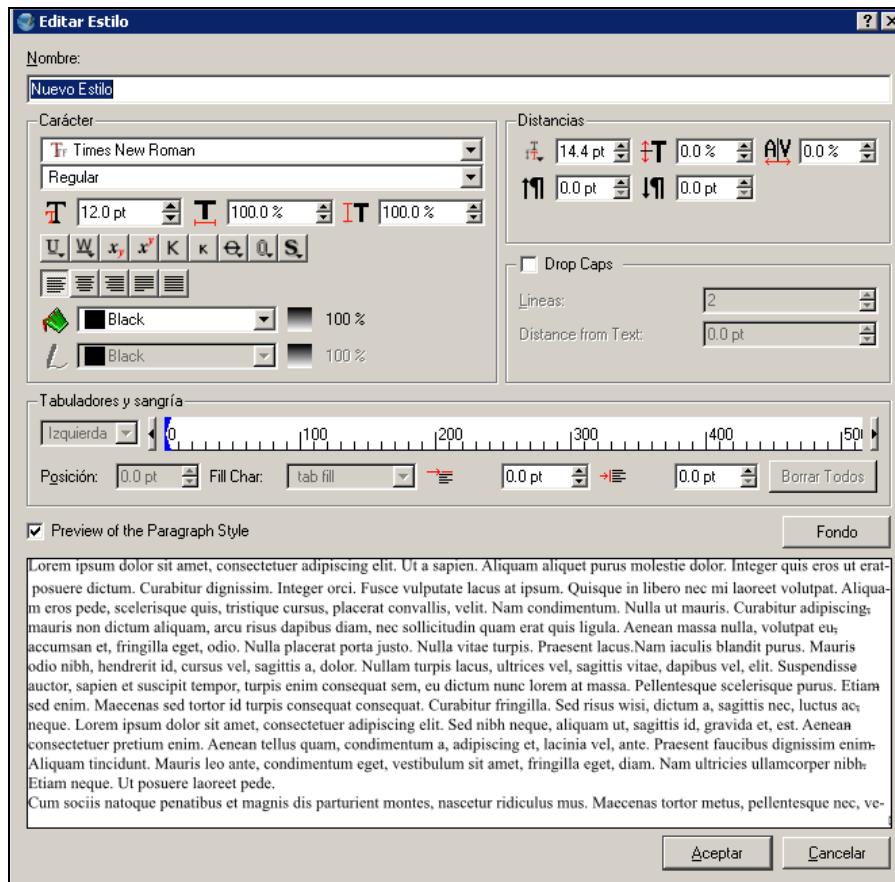 Editar Estilo
Nombre:
Nuevo Estilo
Carácter
Times New Roman
Regular
12.0 pt 100.0 % 100.0 %
U W x y x y K K O O S
Black 100 %
Black 100 %
Distancias
14.4 pt 0.0 % A|V 0.0 %
0.0 pt 0.0 pt
Drop Caps
Lineas: 2
Distance from Text: 0.0 pt
Tabuladores y sangría
Izquierda 0 100 200 300 400 50
Posición: 0.0 pt Fill Char: tab fill 0.0 pt 0.0 pt Borrar Todos
Preview of the Paragraph Style Fondo
Lorem ipsum dolor sit amet, consectetuer adipiscing elit. Ut a sapien. Aliquam aliquet purus molestie dolor. Integer quis eros ut erat-
posuere dictum. Curabitur dignissim. Integer orci. Fusce vulputate lacus at ipsum. Quisque in libero nec mi laoreet volutpat. Aliqua-
m eros pede, scelerisque quis, tristique cursus, placerat convallis, velit. Nam condimentum. Nulla ut mauris. Curabitur adipiscing,
mauris non dictum aliquam, arcu risus dapibus diam, nec sollicitudin quam erat quis ligula. Aenean massa nulla, volutpat eu,
accumsan et, fringilla eget, odio. Nulla placerat porta justo. Nulla vitae turpis. Praesent lacus.Nam iaculis blandit purus. Mauris
odio nibh, hendrerit id, cursus vel, sagittis a, dolor. Nullam turpis lacus, ultrices vel, sagittis vitae, dapibus vel, elit. Suspendisse
auctor, sapien et suscipit tempor, turpis enim consequat sem, eu dictum nunc lorem at massa. Pellentesque scelerisque purus. Etiam
sed enim. Maecenas sed tortor id turpis consequat consequat. Curabitur fringilla. Sed risus wisi, dictum a, sagittis nec, luctus ac,
neque. Lorem ipsum dolor sit amet, consectetuer adipiscing elit. Sed nibh neque, aliquam ut, sagittis id, gravida et, est. Aenean
consectetuer pretium enim. Aenean tellus quam, condimentum a, adipiscing et, lacinia vel, ante. Praesent faucibus dignissim enim.
Aliquam tincidunt. Mauris leo ante, condimentum eget, vestibulum sit amet, fringilla eget, diam. Nam ultricies ullamcorper nibh.
Etiam neque. Ut posuere laoreet pede.
Cum sociis natoque penatibus et magnis dis parturient montes, nascetur ridiculus mus. Maecenas tortor metus, pellentesque nec, ve-
Aceptar Cancelar